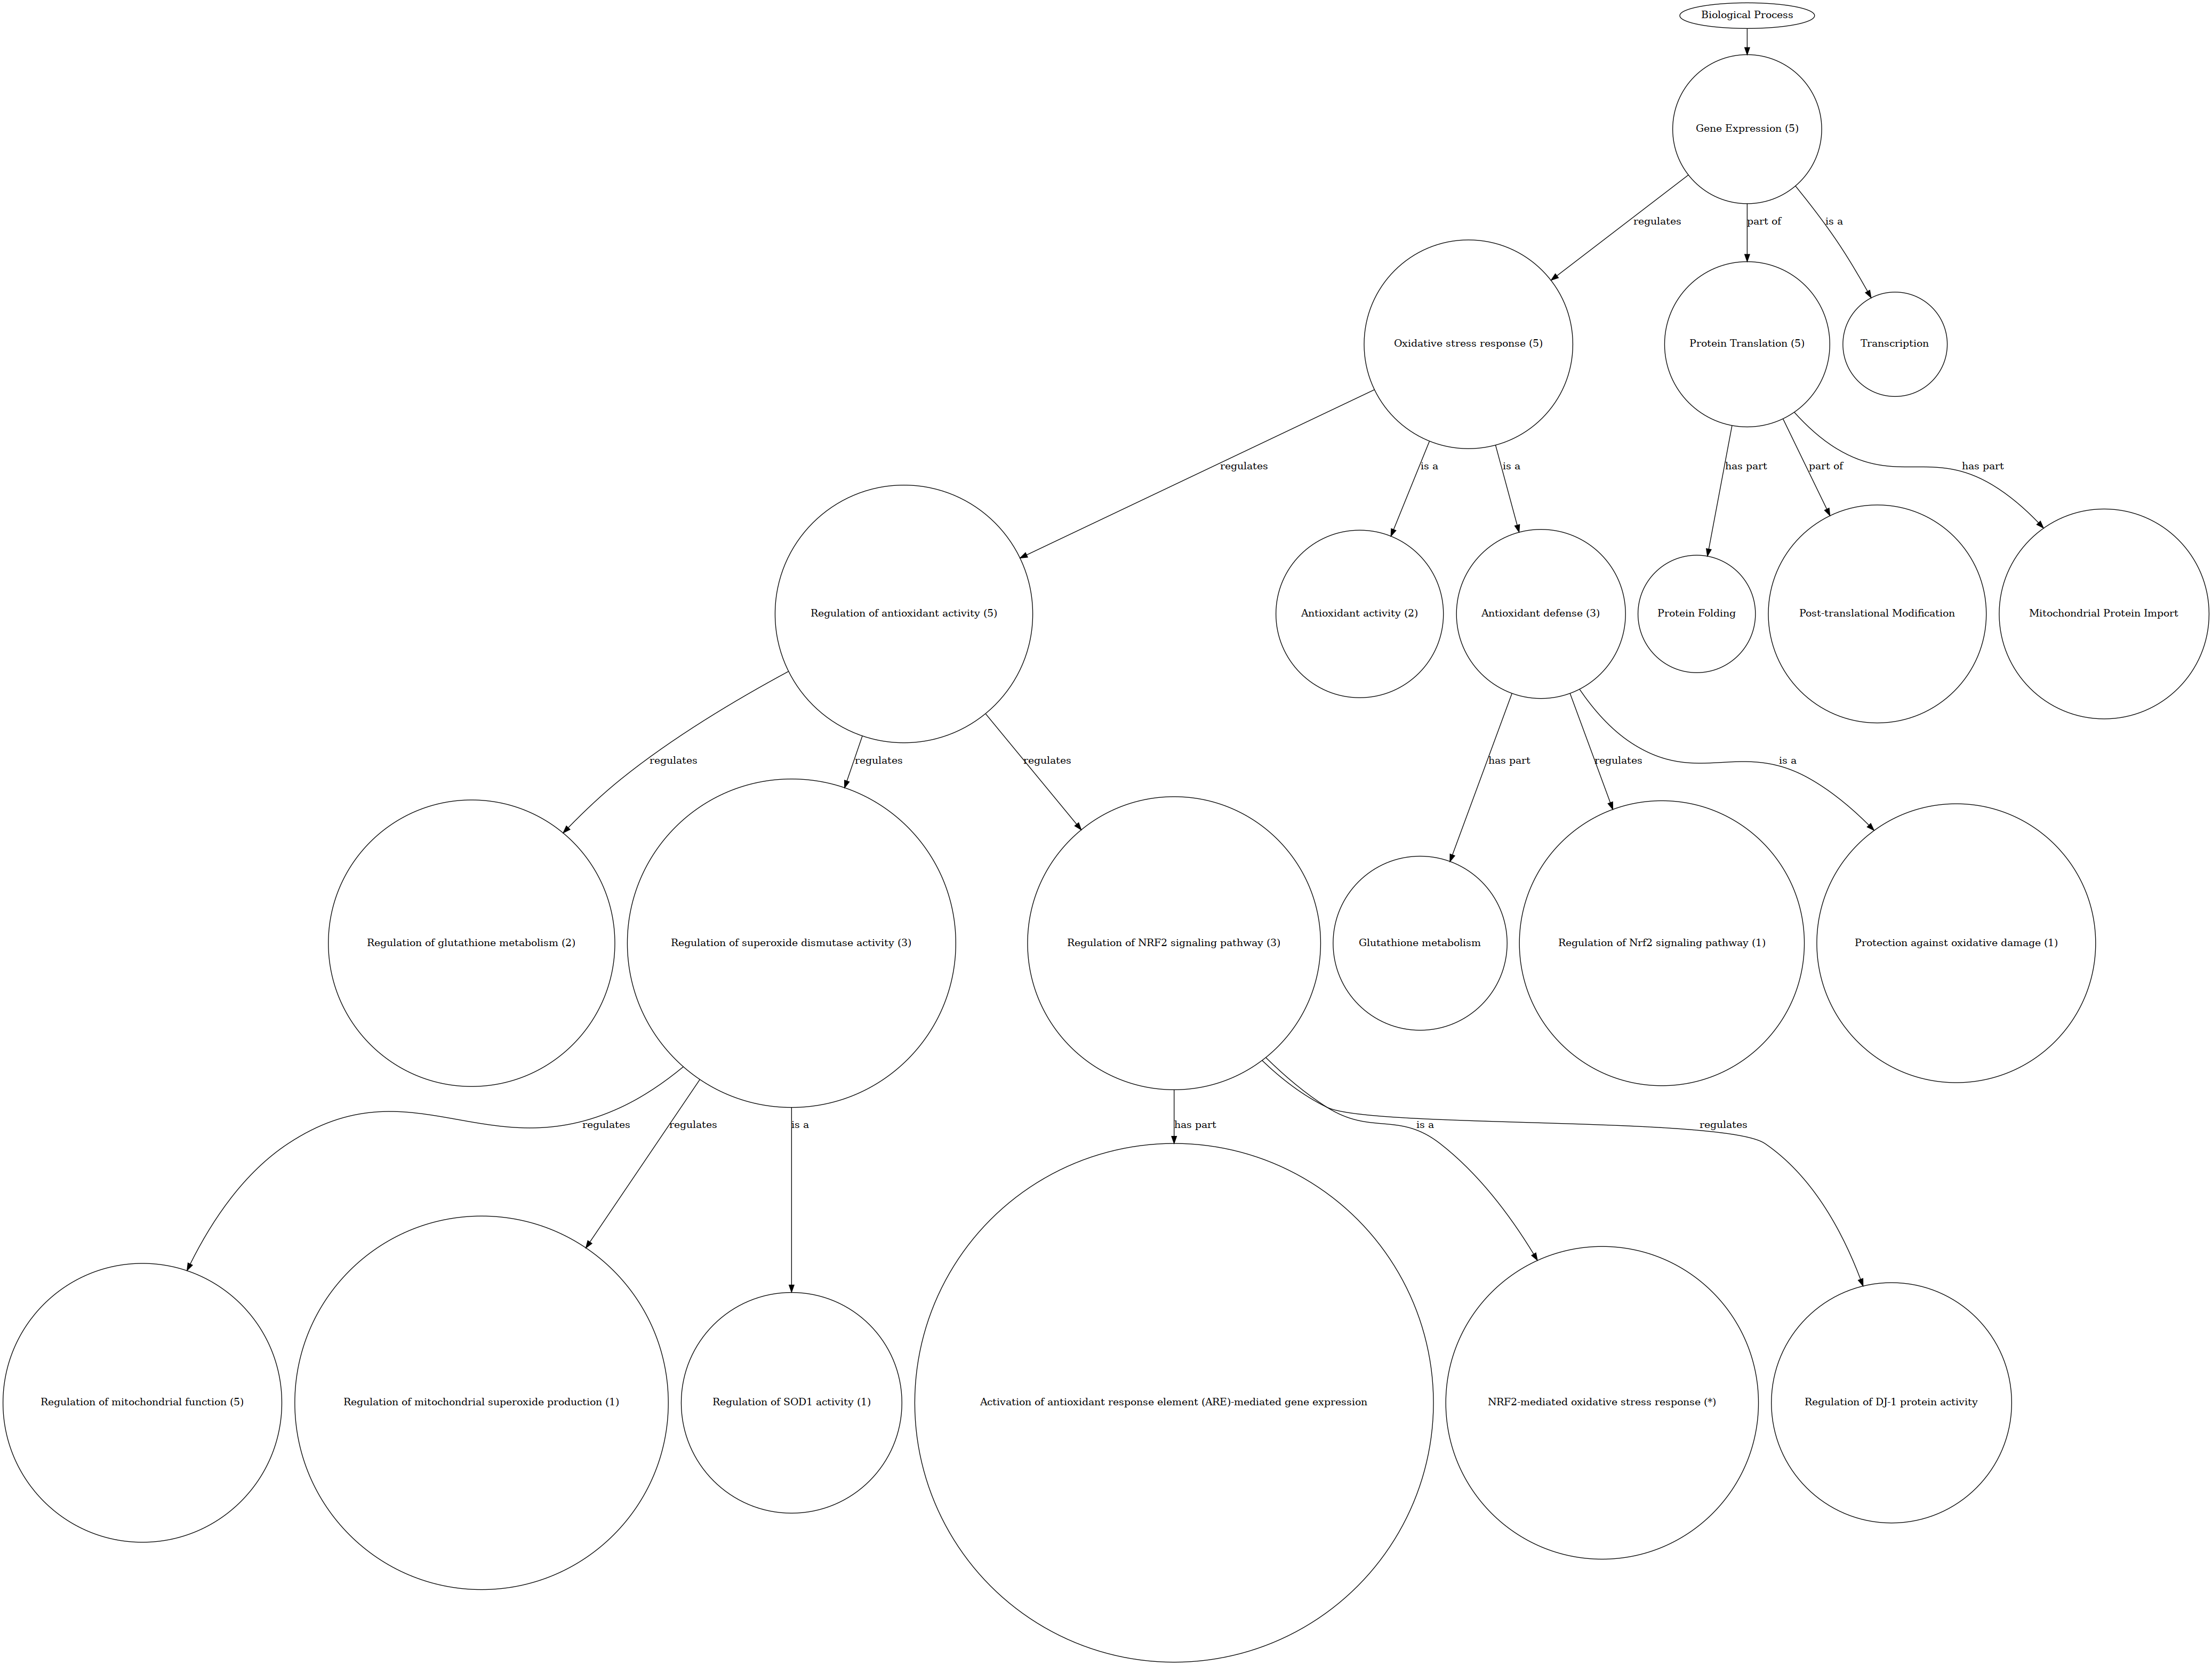 Biological Process
Gene Expression (5)
regulates
part of
is a
Oxidative stress response (5)
Protein Translation (5)
Transcription
regulates
is a
is a
has part
part of
has part
Regulation of antioxidant activity (5)
Antioxidant activity (2)
Antioxidant defense (3)
Protein Folding
Post-translational Modification
Mitochondrial Protein Import
regulates
regulates
regulates
has part
regulates
is a
Regulation of glutathione metabolism (2)
Regulation of superoxide dismutase activity (3)
Regulation of NRF2 signaling pathway (3)
Glutathione metabolism
Regulation of Nrf2 signaling pathway (1)
Protection against oxidative damage (1)
regulates
regulates
is a
has part
is a
regulates
Regulation of mitochondrial function (5)
Regulation of mitochondrial superoxide production (1)
Regulation of SOD1 activity (1)
Activation of antioxidant response element (ARE)-mediated gene expression
NRF2-mediated oxidative stress response (*)
Regulation of DJ-1 protein activity